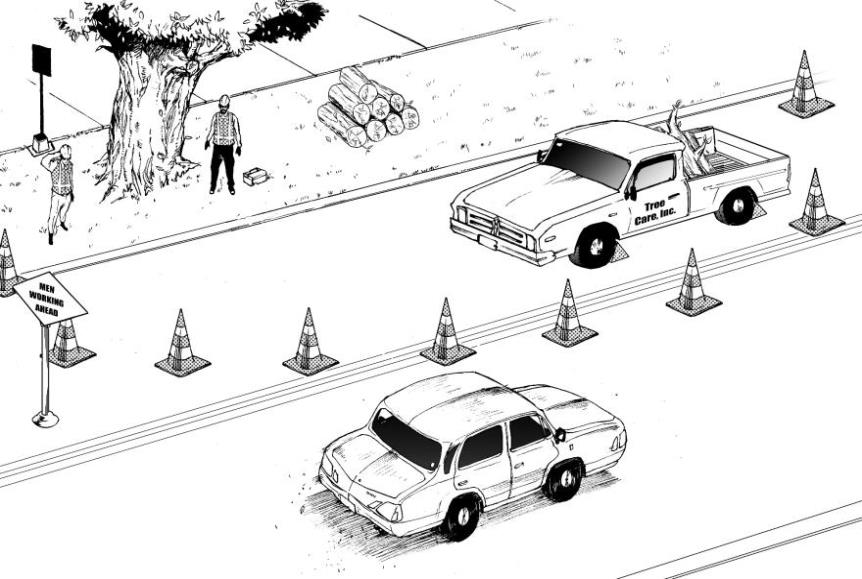 MEN
WORKING
AHEAD
Tree
Care, Inc.